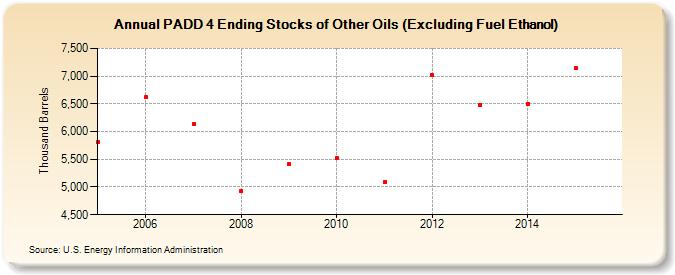 Annual PADD 4 Ending Stocks of Other Oils (Excluding Fuel Ethanol)
Thousand Barrels
7,500
7,000
6,500
6,000
5,500
5,000
4,500
2006 2008 2010 2012 2014
Source: U.S. Energy Information Administration